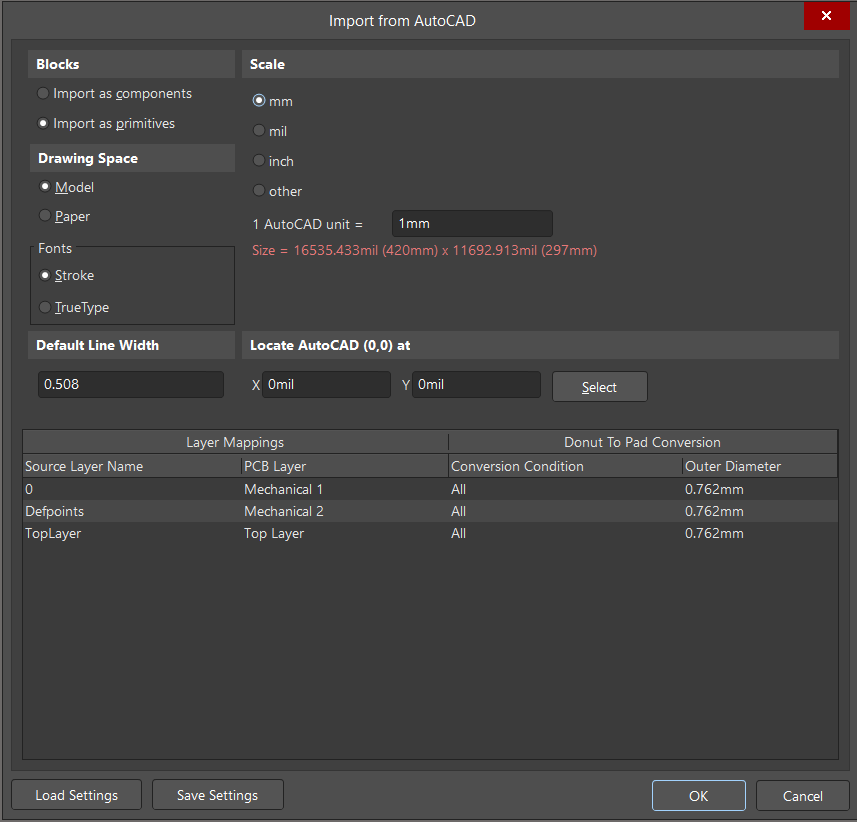 Import from AutoCAD
Blocks
Import as components
Import as primitives
Drawing Space
Model
Paper
Fonts
Stroke
TrueType
Scale
mm
mil
inch
other
1 AutoCAD unit = 1mm
Size = 16535.433mil (420mm) x 11692.913mil (297mm)
Default Line Width
0.508
Locate AutoCAD (0,0) at
X 0mil Y 0mil Select
Layer Mappings Donut To Pad Conversion
Source Layer Name PCB Layer Conversion Condition Outer Diameter
0 Mechanical 1 All 0.762mm
Defpoints Mechanical 2 All 0.762mm
TopLayer Top Layer All 0.762mm
Load Settings Save Settings OK Cancel